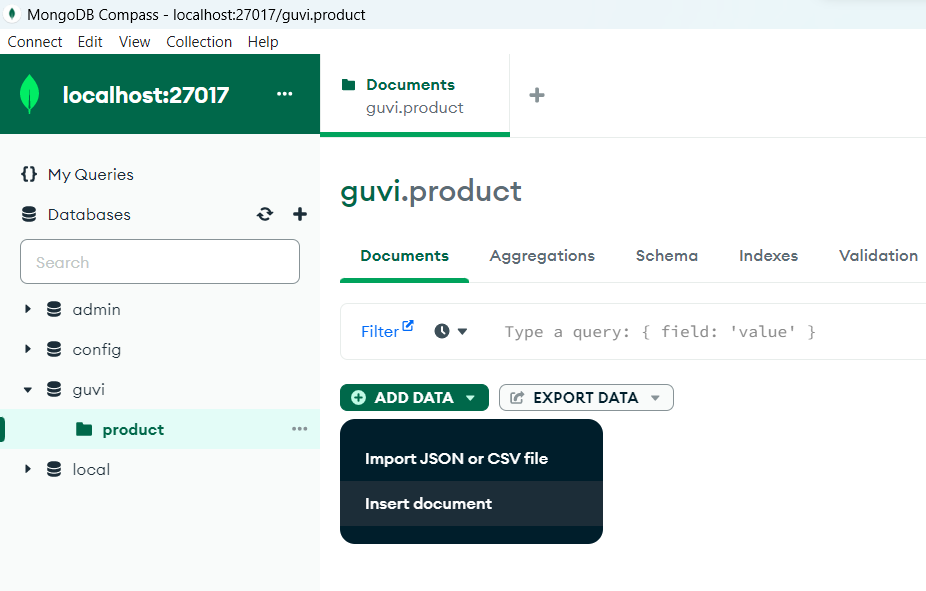 MongoDB Compass - localhost:27017/guvi.product
Connect Edit View Collection Help
localhost:27017
Documents
guvi.product
My Queries
Databases
Search
admin
config
guvi
product
local
guvi.product
Documents Aggregations Schema Indexes Validation
Filter Type a query: { field: 'value' }
ADD DATA EXPORT DATA
Import JSON or CSV file
Insert document